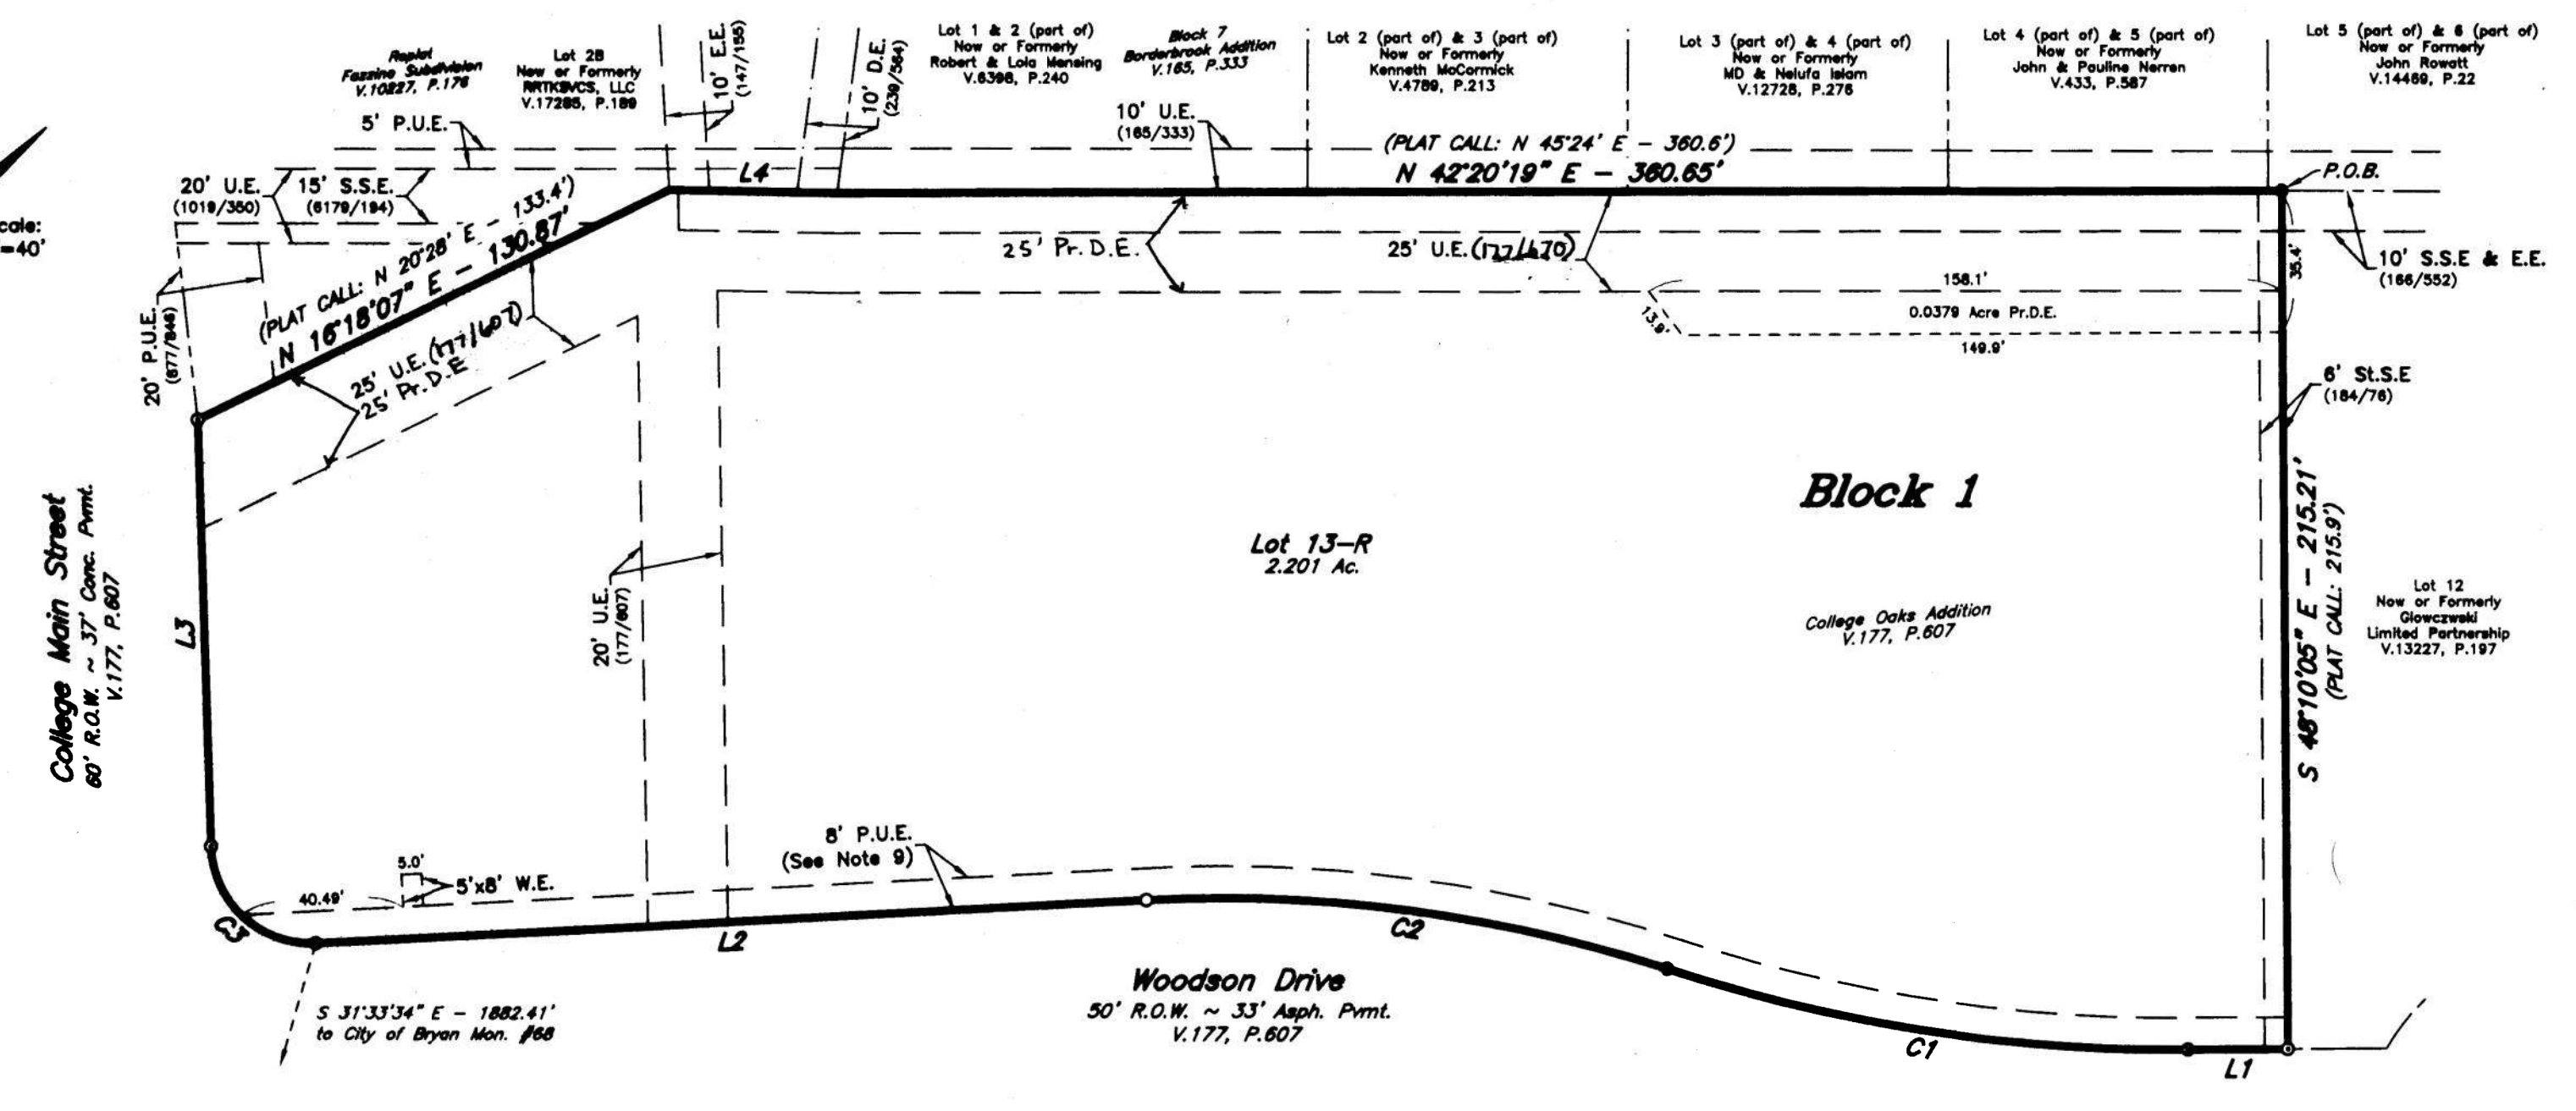 Replat
Fazzino Subdivision
V.10227, P.176
Lot 2B
Now or Formerly
RRTKSVCS, LLC
V.17285, P.189
10' E.E.
(147/155)
10' D.E.
(239/564)
Lot 1 & 2 (part of)
Now or Formerly
Robert & Lola Mensing
V.6396, P.240
Block 7
Borderbrook Addition
V.165, P.333
Lot 2 (part of) & 3 (part of)
Now or Formerly
Kenneth McCormick
V.4789, P.213
Lot 3 (part of) & 4 (part of)
Now or Formerly
MD & Nelufa Islam
V.12728, P.276
Lot 4 (part of) & 5 (part of)
Now or Formerly
John & Pauline Norren
V.433, P.587
Lot 5 (part of) & 6 (part of)
Now or Formerly
John Rowatt
V.14469, P.22
5' P.U.E.
10' U.E.
(165/333)
(PLAT CALL: N 45°24' E - 360.6')
N 42°20'19" E - 360.65'
L4
P.O.B.
20' U.E.
(1019/350)
15' S.S.E.
(6179/194)
cale:
=40'
(PLAT CALL: N 20°28' E - 133.4')
N 16°18'07" E - 130.87'
25' Pr. D.E.
25' U.E.
35.4'
10' S.S.E & E.E.
(166/552)
158.1'
0.0379 Acre Pr.D.E.
13.9'
149.9'
20' P.U.E.
25' U.E. (177/607)
25' Pr. D.E
6' St.S.E
(184/76)
Block 1
S 48°10'05" E - 215.21'
(PLAT CALL: 215.9')
College Main Street
60' R.O.W. ~ 37' Conc. Pvmt.
V.177, P.607
L3
Lot 13-R
2.201 Ac.
20' U.E.
(177/607)
College Oaks Addition
V.177, P.607
Lot 12
Now or Formerly
Glowczwski
Limited Partnership
V.13227, P.197
8' P.U.E.
(See Note 9)
5.0'
5'x8' W.E.
40.49'
C3
L2
C2
Woodson Drive
50' R.O.W. ~ 33' Asph. Pvmt.
V.177, P.607
S 31°33'34" E - 1882.41'
to City of Bryan Mon. #68
C1
L1